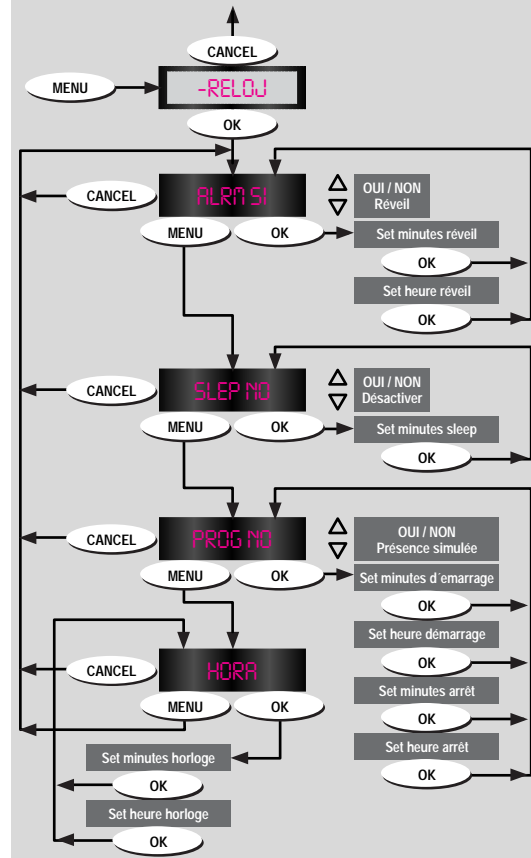 CANCEL
MENU
-RELOJ
OK
CANCEL
ALRM SI
OUI / NON
Réveil
MENU
OK
Set minutes réveil
OK
Set heure réveil
OK
CANCEL
SLEP NO
OUI / NON
Désactiver
MENU
OK
Set minutes sleep
OK
CANCEL
PROG NO
OUI / NON
Présence simulée
MENU
OK
Set minutes d´emarrage
OK
Set heure démarrage
OK
CANCEL
HORA
MENU
OK
Set minutes arrêt
OK
Set heure arrêt
OK
Set minutes horloge
OK
Set heure horloge
OK